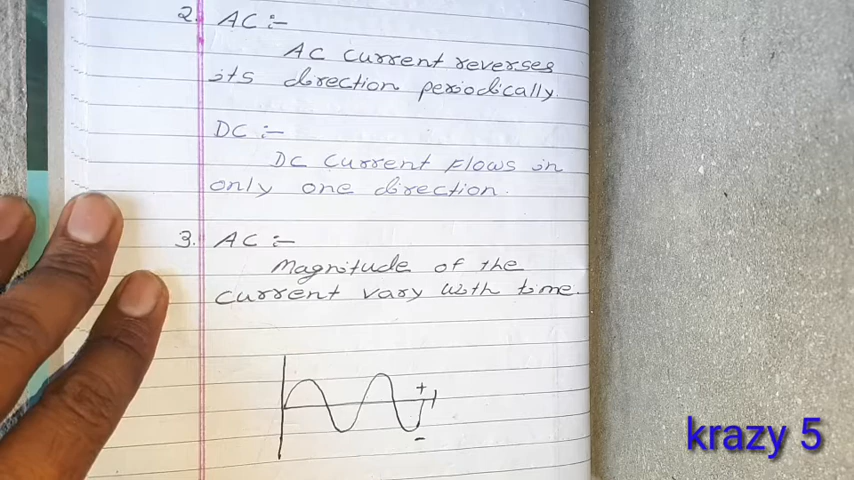 2. AC :-
AC current reverses
its direction periodically.
DC :-
DC current flows in
only one direction.
3. AC :-
Magnitude of the
current vary with time.
+
-
krazy 5